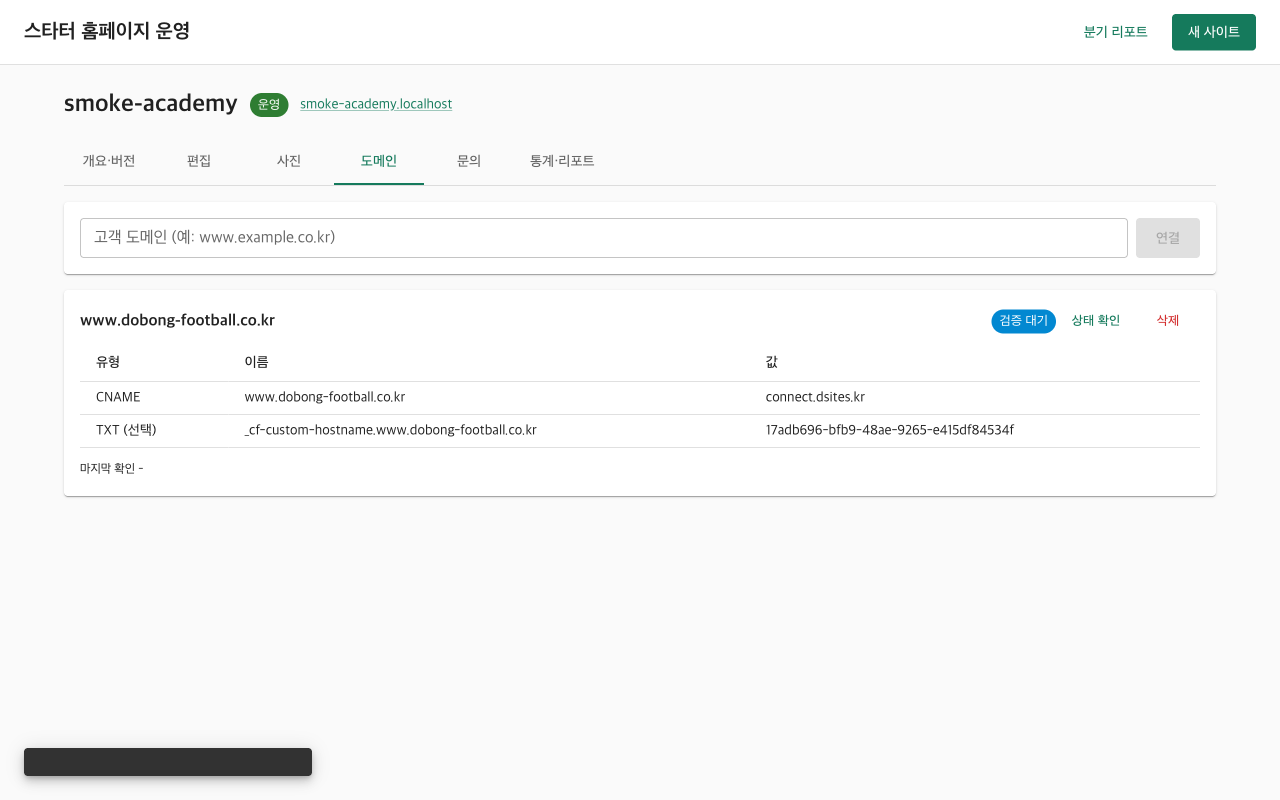 스타터 홈페이지 운영
분기 리포트
새 사이트
smoke-academy
운영
smoke-academy.localhost
개요·버전
편집
사진
도메인
문의
통계·리포트
고객 도메인 (예: www.example.co.kr)
연결
www.dobong-football.co.kr
검증 대기
상태 확인
삭제
유형 이름 값
CNAME www.dobong-football.co.kr connect.dsites.kr
TXT (선택) _cf-custom-hostname.www.dobong-football.co.kr 17adb696-bfb9-48ae-9265-e415df84534f
마지막 확인 -